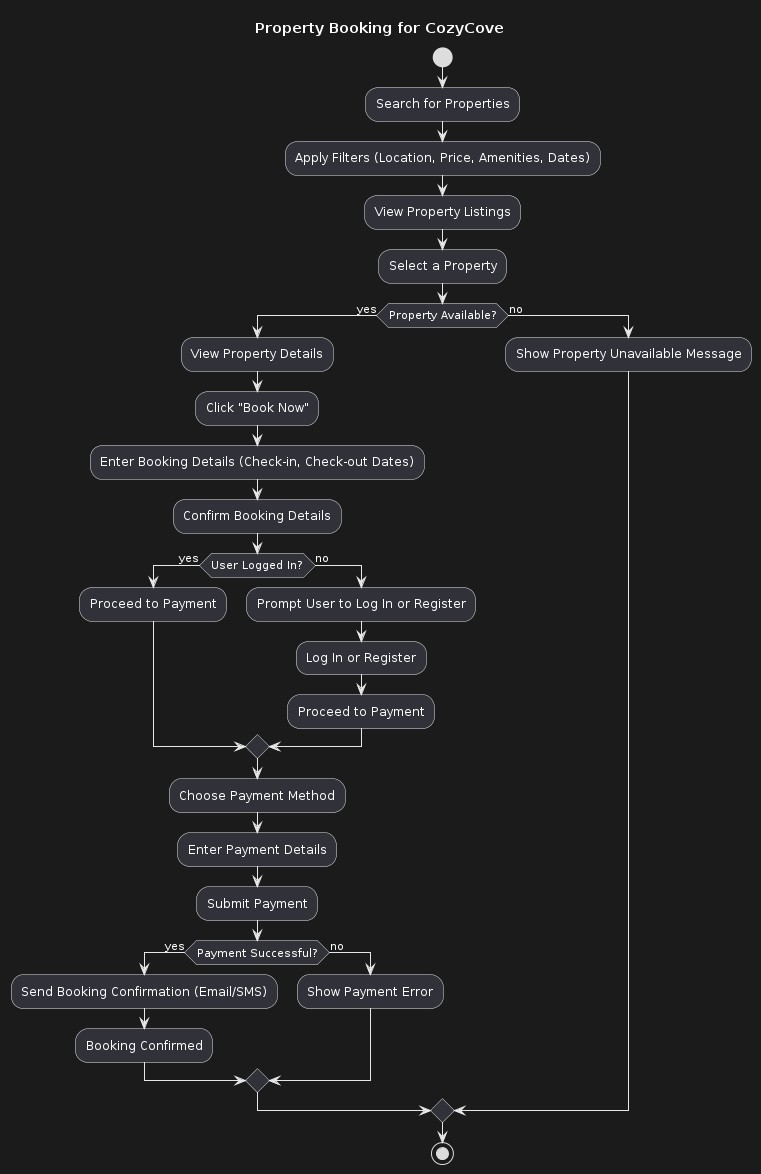 Property Booking for CozyCove
Search for Properties
Apply Filters (Location, Price, Amenities, Dates)
View Property Listings
Select a Property
yes
Property Available?
no
View Property Details
Show Property Unavailable Message
Click "Book Now"
Enter Booking Details (Check-in, Check-out Dates)
Confirm Booking Details
yes
User Logged In?
no
Proceed to Payment
Prompt User to Log In or Register
Log In or Register
Proceed to Payment
Choose Payment Method
Enter Payment Details
Submit Payment
yes
Payment Successful?
no
Send Booking Confirmation (Email/SMS)
Show Payment Error
Booking Confirmed